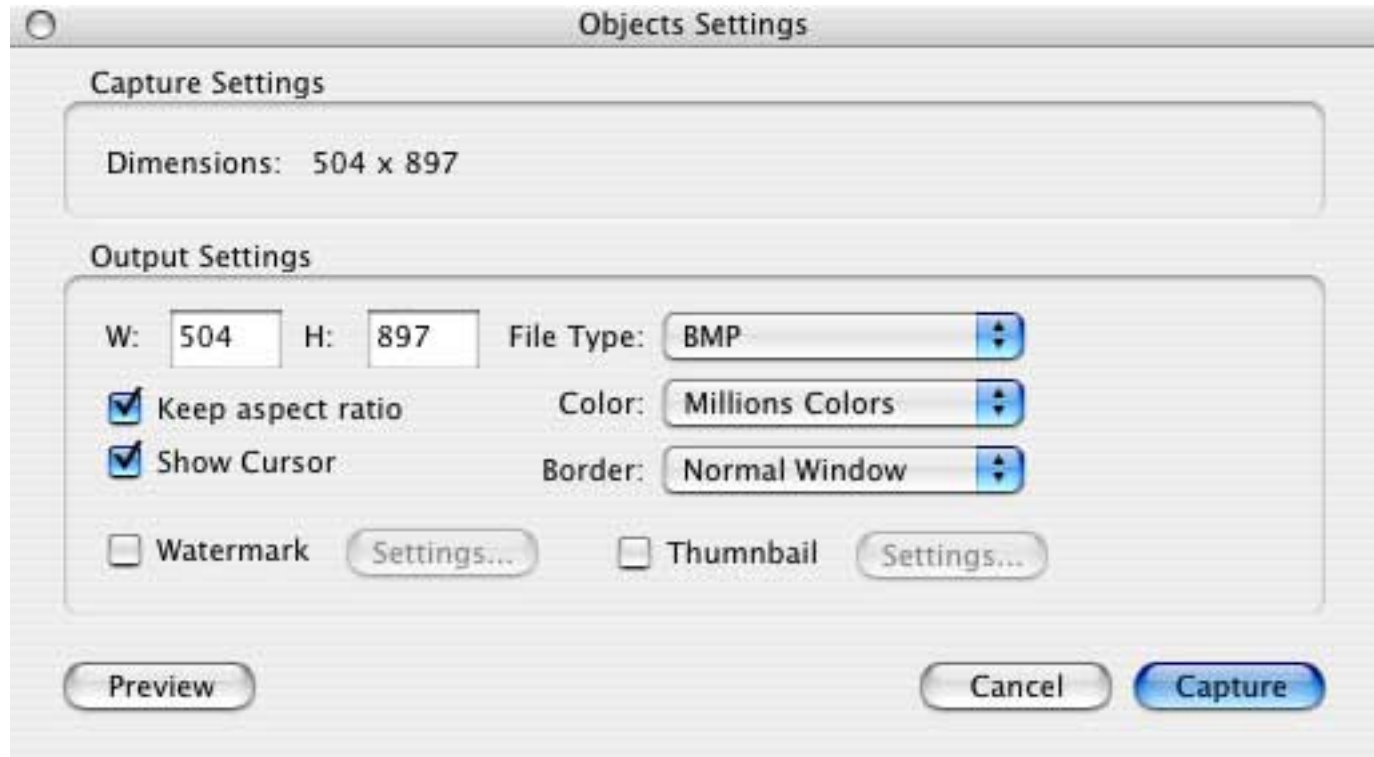 Objects Settings
Capture Settings
Dimensions: 504 x 897
Output Settings
W: 504 H: 897 File Type: BMP
Keep aspect ratio Color: Millions Colors
Show Cursor Border: Normal Window
Watermark Settings... Thumnbail Settings...
Preview Cancel Capture